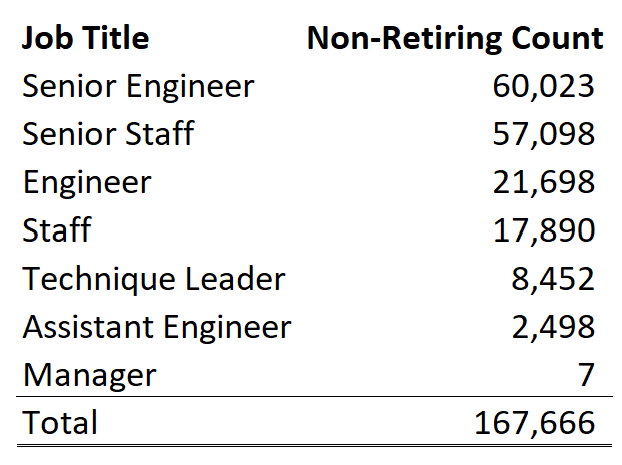 Job Title Non-Retiring Count
Senior Engineer 60,023
Senior Staff 57,098
Engineer 21,698
Staff 17,890
Technique Leader 8,452
Assistant Engineer 2,498
Manager 7
Total 167,666